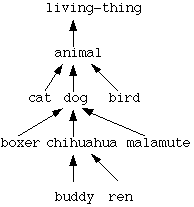 living-thing
animal
cat dog bird
boxer chihuahua malamute
buddy ren